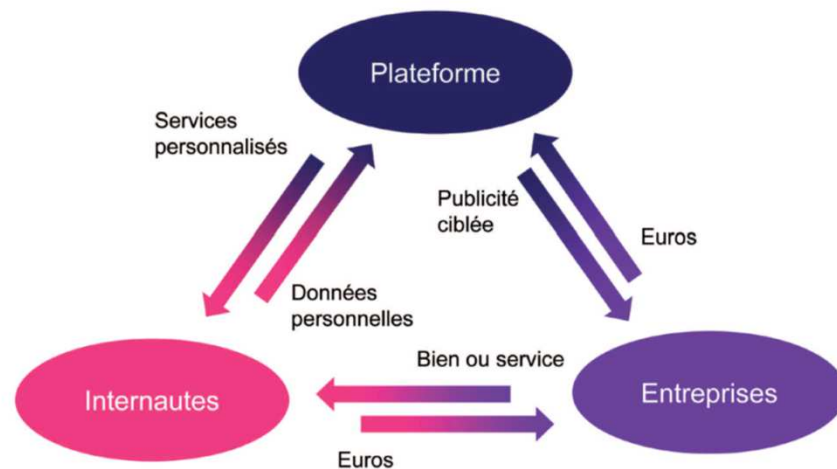 Plateforme
Services
personnalisés
Publicité
ciblée
Euros
Données
personnelles
Bien ou service
Internautes
Entreprises
Euros